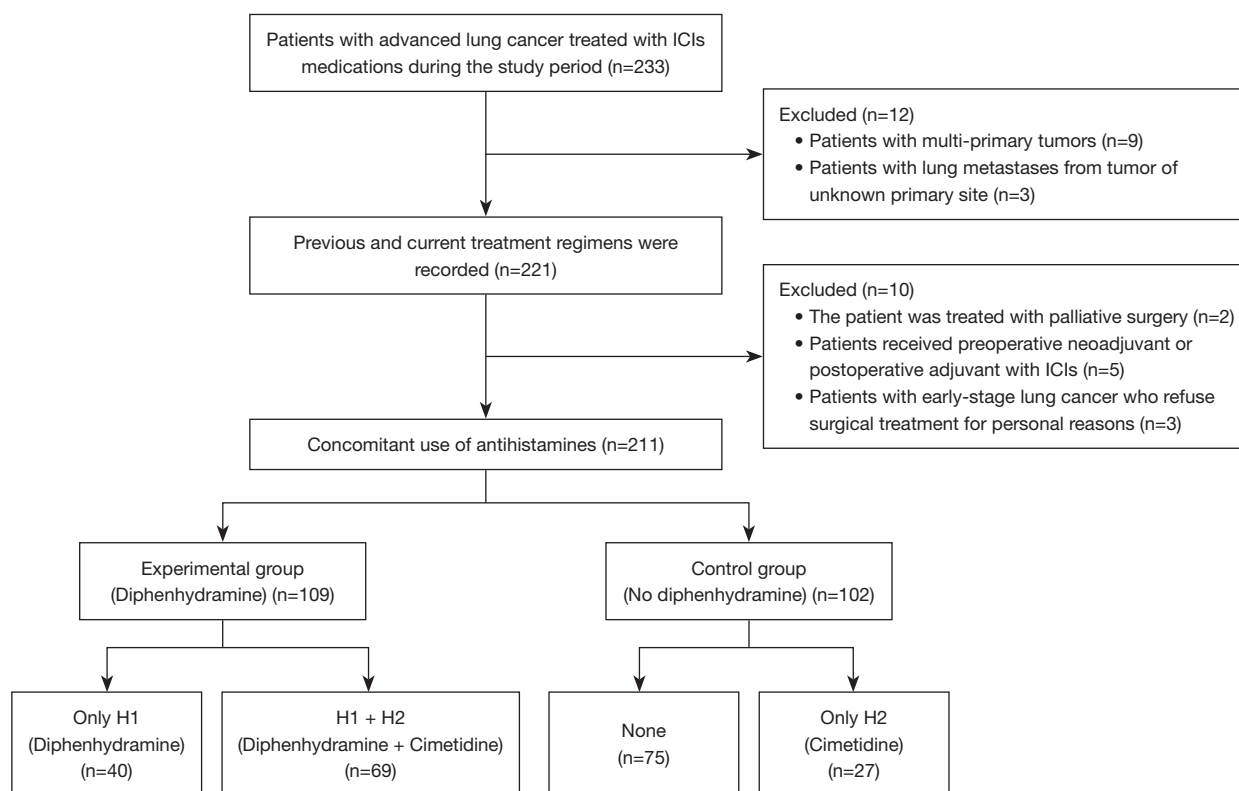 Patients with advanced lung cancer treated with ICIs
medications during the study period (n=233)
Excluded (n=12)
• Patients with multi-primary tumors (n=9)
• Patients with lung metastases from tumor of
unknown primary site (n=3)
Previous and current treatment regimens were
recorded (n=221)
Excluded (n=10)
• The patient was treated with palliative surgery (n=2)
• Patients received preoperative neoadjuvant or
postoperative adjuvant with ICIs (n=5)
• Patients with early-stage lung cancer who refuse
surgical treatment for personal reasons (n=3)
Concomitant use of antihistamines (n=211)
Experimental group
(Diphenhydramine) (n=109)
Control group
(No diphenhydramine) (n=102)
Only H1
(Diphenhydramine)
(n=40)
H1 + H2
(Diphenhydramine + Cimetidine)
(n=69)
None
(n=75)
Only H2
(Cimetidine)
(n=27)